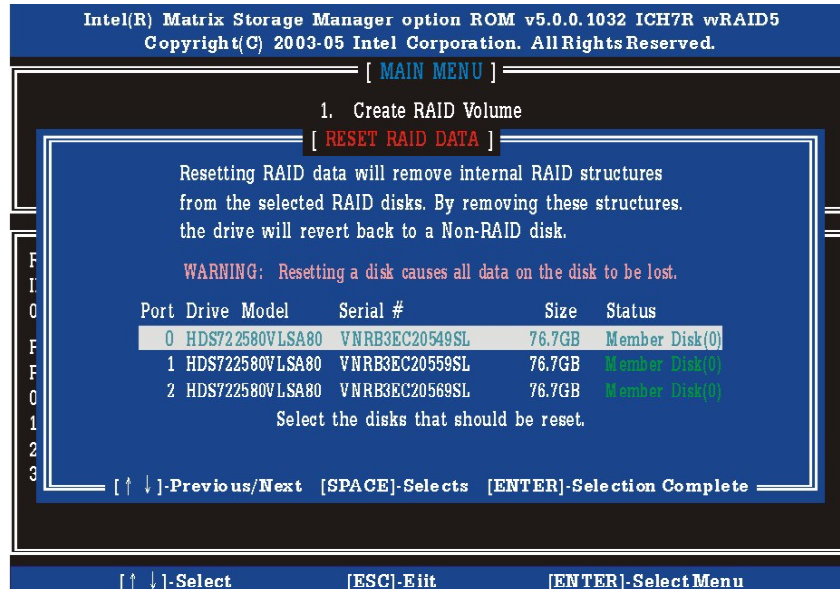 Intel(R) Matrix Storage Manager option ROM v5.0.0.1032 ICH7R wRAID5
Copyright(C) 2003-05 Intel Corporation. All Rights Reserved.
[ MAIN MENU ]
1. Create RAID Volume
[ RESET RAID DATA ]
Resetting RAID data will remove internal RAID structures
from the selected RAID disks. By removing these structures.
the drive will revert back to a Non-RAID disk.
WARNING: Resetting a disk causes all data on the disk to be lost.
Port Drive Model Serial # Size Status
0 HDS722580VLSA80 VNRB3EC20549SL 76.7GB Member Disk(0)
1 HDS722580VLSA80 VNRB3EC20559SL 76.7GB Member Disk(0)
2 HDS722580VLSA80 VNRB3EC20569SL 76.7GB Member Disk(0)
Select the disks that should be reset.
[↑ ↓]-Previous/Next [SPACE]-Selects [ENTER]-Selection Complete
0
0
1
2
3
[↑ ↓]-Select [ESC]-Eiit [ENTER]-Select Menu